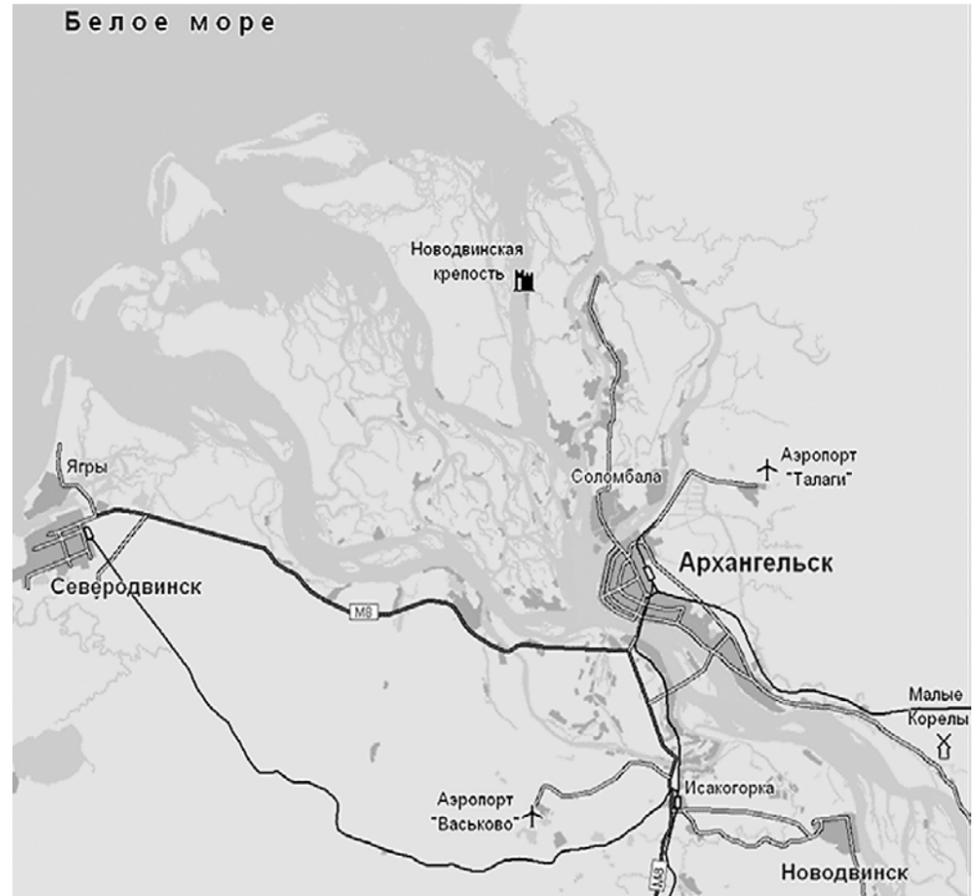 Белое море
Новодвинская
крепость
Ягры
Соломбала
Аэропорт
"Талаги"
Архангельск
Северодвинск
М8
Малые
Корелы
Исакогорка
Аэропорт
"Васьково"
Новодвинск
М8